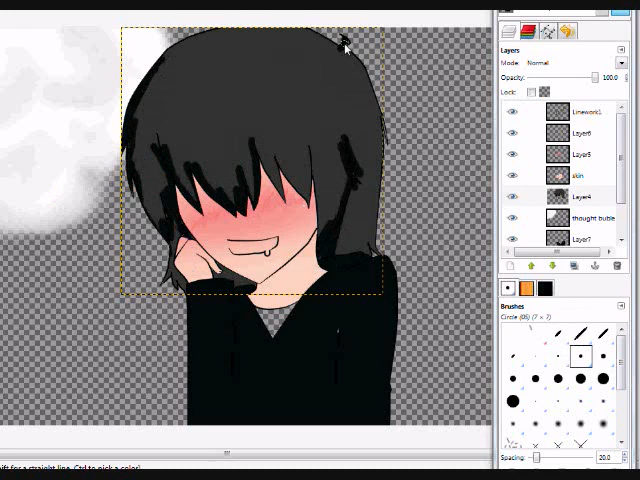 Layers
Mode: Normal
Opacity: 100.0
Lock:
Linework1
Layer6
Layer5
skin
Layer4
thought buble
Layer7
Brushes
Circle (05) (7 × 7)
Spacing: 20.0
ift for a straight line, Ctrl to pick a color)